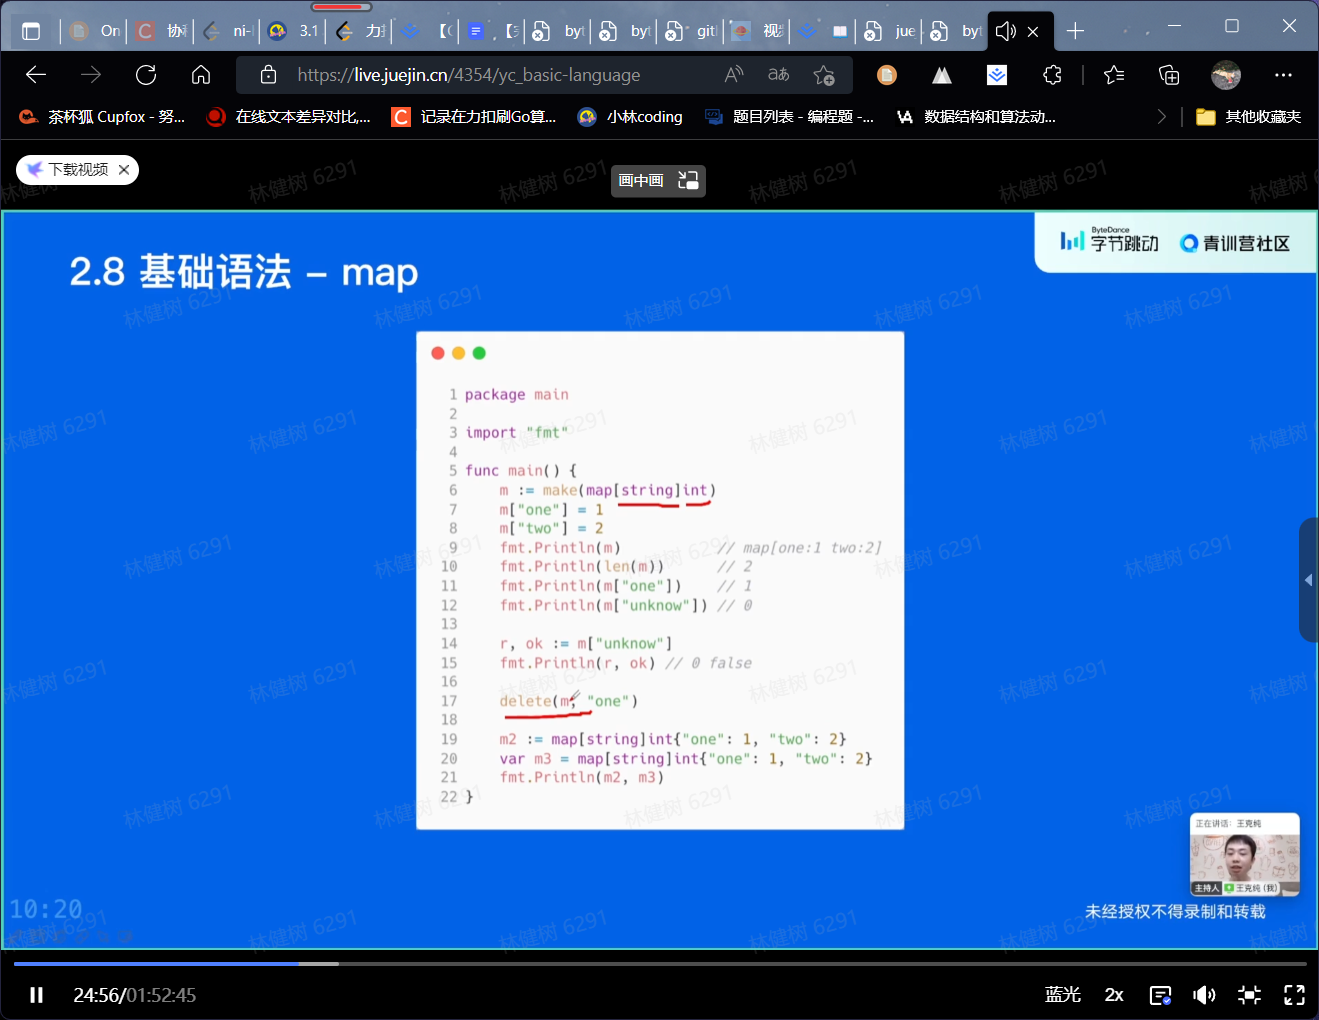 On
C 协
ni-
3.1
力
by
by
git
视
jue
by
https://live.juejin.cn/4354/yc_basic-language
茶杯狐 Cupfox - 努...
在线文本差异对比,...
记录在力扣刷Go算...
小林coding
题目列表 - 编程题 -...
数据结构和算法动...
其他收藏夹
下载视频
画中画
ByteDance
字节跳动
青训营社区
2.8 基础语法 – map
1 package main
2
3 import "fmt"
4
5 func main() {
6 m := make(map[string]int)
7 m["one"] = 1
8 m["two"] = 2
9 fmt.Println(m) // map[one:1 two:2]
10 fmt.Println(len(m)) // 2
11 fmt.Println(m["one"]) // 1
12 fmt.Println(m["unknow"]) // 0
13
14 r, ok := m["unknow"]
15 fmt.Println(r, ok) // 0 false
16
17 delete(m, "one")
18
19 m2 := map[string]int{"one": 1, "two": 2}
20 var m3 = map[string]int{"one": 1, "two": 2}
21 fmt.Println(m2, m3)
22 }
林健树 6291
正在讲话: 王克纯
主持人 王克纯 (我)
10:20
未经授权不得录制和转载
24:56/01:52:45
蓝光
2x